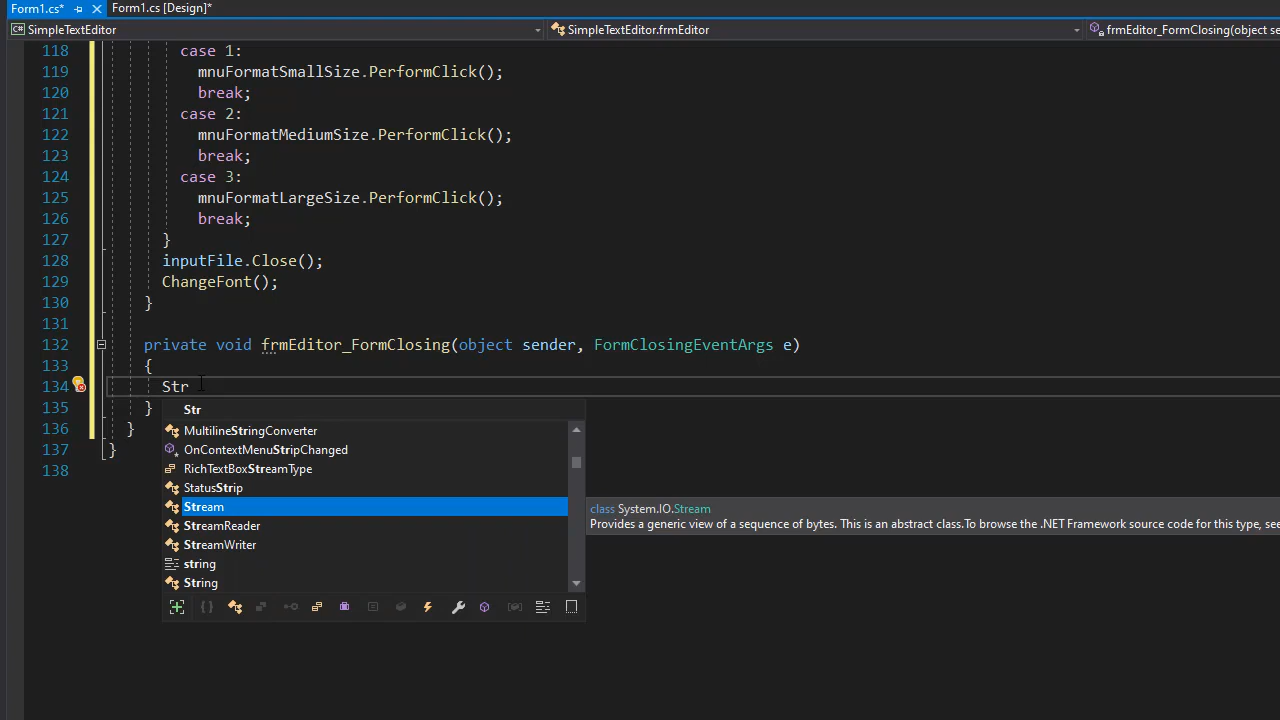 Form1.cs* Form1.cs [Design]*
SimpleTextEditor SimpleTextEditor.frmEditor frmEditor_FormClosing(object se
118 case 1:
119 mnuFormatSmallSize.PerformClick();
120 break;
121 case 2:
122 mnuFormatMediumSize.PerformClick();
123 break;
124 case 3:
125 mnuFormatLargeSize.PerformClick();
126 break;
127 }
128 inputFile.Close();
129 ChangeFont();
130 }
131
132 private void frmEditor_FormClosing(object sender, FormClosingEventArgs e)
133 {
134 Str
135 }
136 }
137 }
138
Str
MultilineStringConverter
OnContextMenuStripChanged
RichTextBoxStreamType
StatusStrip
Stream
StreamReader
StreamWriter
string
String
class System.IO.Stream
Provides a generic view of a sequence of bytes. This is an abstract class.To browse the .NET Framework source code for this type, see